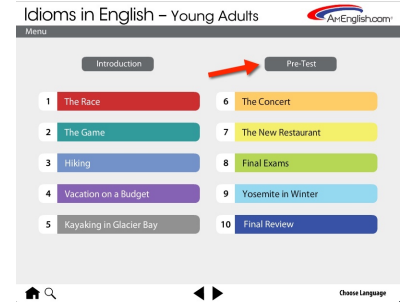 Idioms in English – Young Adults
AmEnglish.com
Menu
Introduction
Pre-Test
1 The Race
2 The Game
3 Hiking
4 Vacation on a Budget
5 Kayaking in Glacier Bay
6 The Concert
7 The New Restaurant
8 Final Exams
9 Yosemite in Winter
10 Final Review
Choose Language